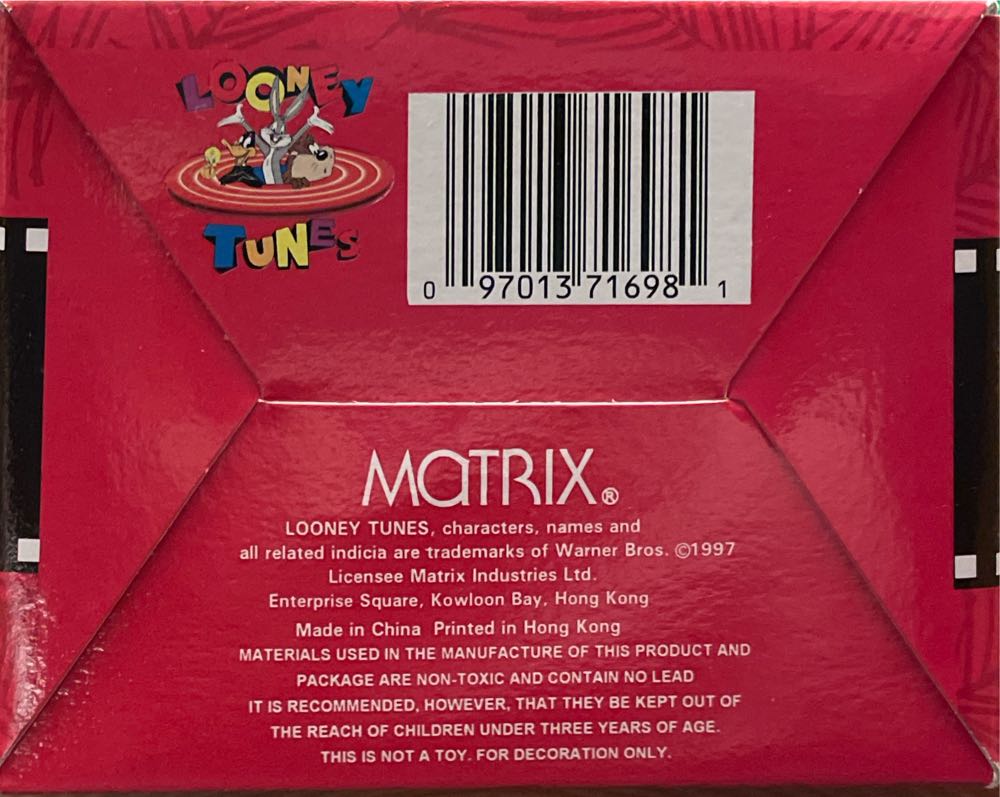 LOONEY
TUNES
0 97013 71698 1
MATRIX®
LOONEY TUNES, characters, names and
all related indicia are trademarks of Warner Bros. ©1997
Licensee Matrix Industries Ltd.
Enterprise Square, Kowloon Bay, Hong Kong
Made in China Printed in Hong Kong
MATERIALS USED IN THE MANUFACTURE OF THIS PRODUCT AND
PACKAGE ARE NON-TOXIC AND CONTAIN NO LEAD
IT IS RECOMMENDED, HOWEVER, THAT THEY BE KEPT OUT OF
THE REACH OF CHILDREN UNDER THREE YEARS OF AGE.
THIS IS NOT A TOY. FOR DECORATION ONLY.